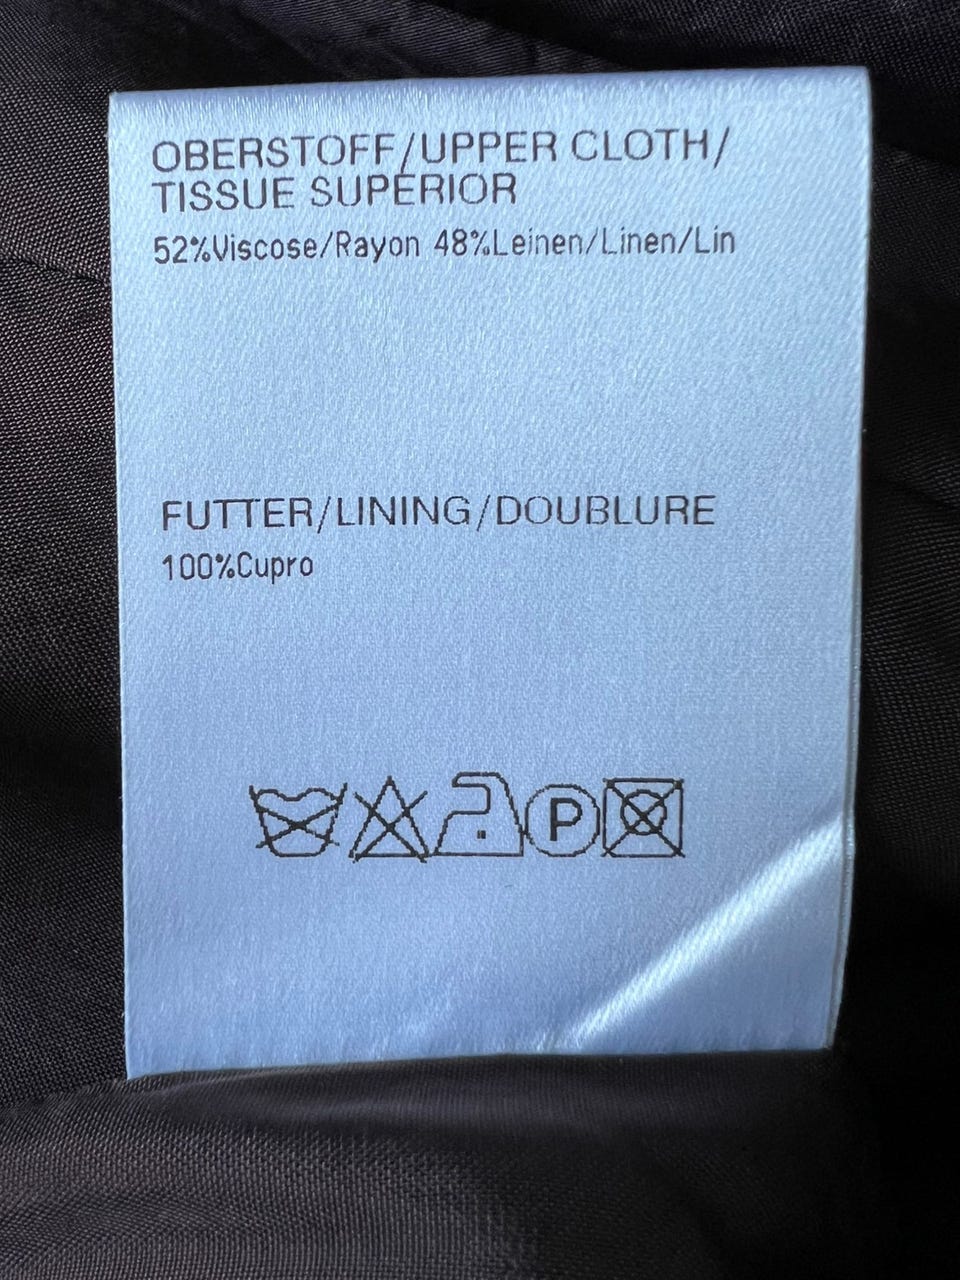 OBERSTOFF/UPPER CLOTH/
TISSUE SUPERIOR
52%Viscose/Rayon 48%Leinen/Linen/Lin
FUTTER/LINING/DOUBLURE
100%Cupro
P